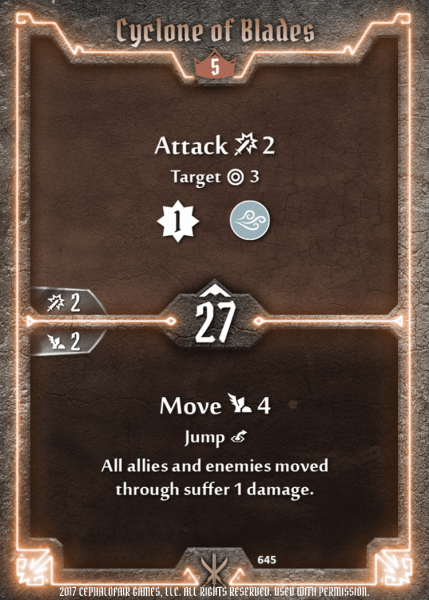 Cyclone of Blades
5
Attack 2
Target 3
1
2
27
2
Move 4
Jump
All allies and enemies moved
through suffer 1 damage.
645
2017 CEPHALOFAIR GAMES, LLC. ALL RIGHTS RESERVED. USED WITH PERMISSION.